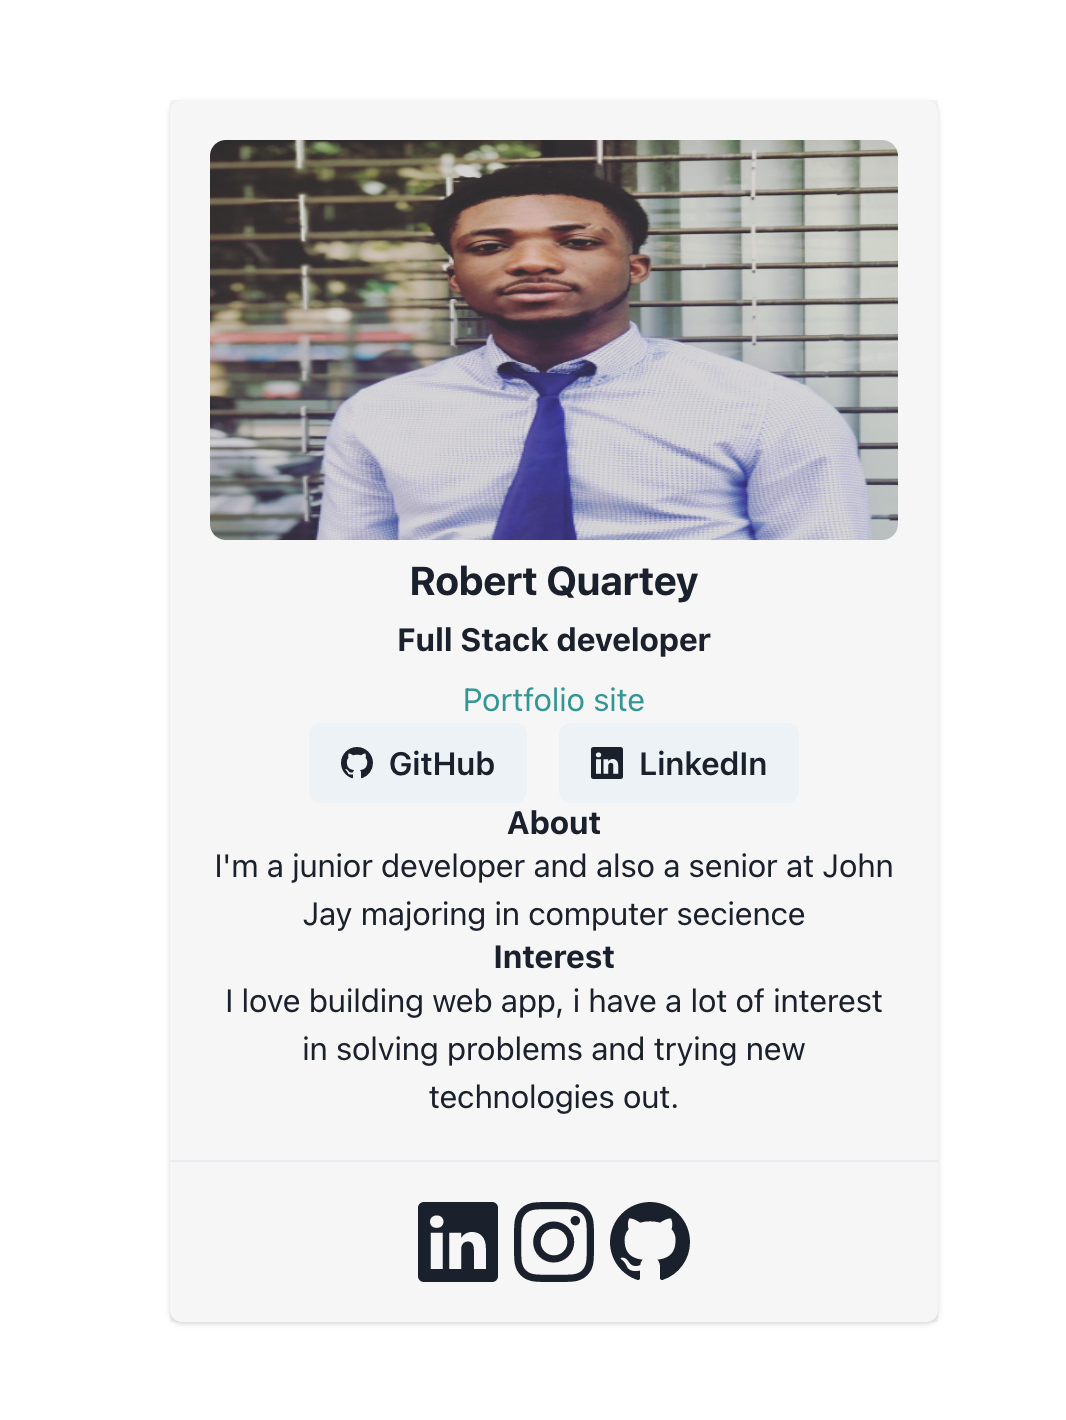 Robert Quartey
Full Stack developer
Portfolio site
GitHub
LinkedIn
About
I'm a junior developer and also a senior at John
Jay majoring in computer secience
Interest
I love building web app, i have a lot of interest
in solving problems and trying new
technologies out.
in